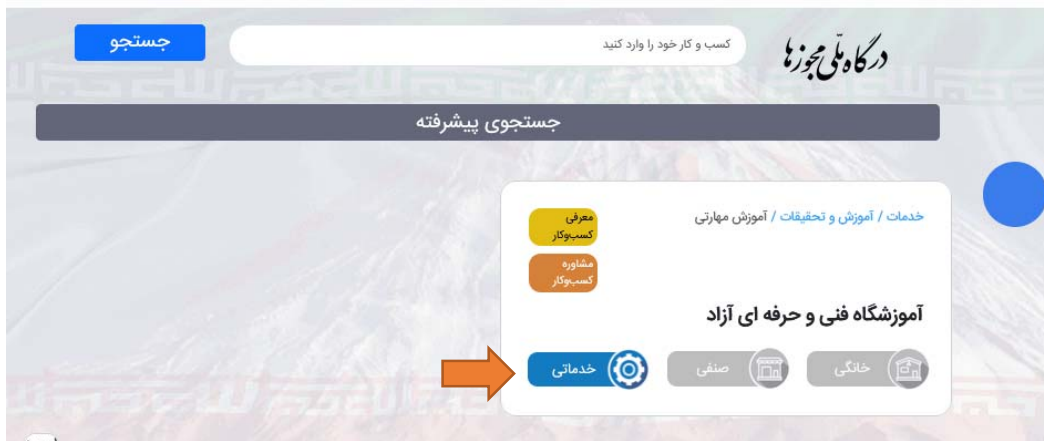 درگاه ملّی مجوزها
کسب و کار خود را وارد کنید
جستجو
جستجوی پیشرفته
خدمات / آموزش و تحقیقات / آموزش مهارتی
معرفی
کسب‌وکار
مشاوره
کسب‌وکار
آموزشگاه فنی و حرفه ای آزاد
خانگی
صنفی
خدماتی